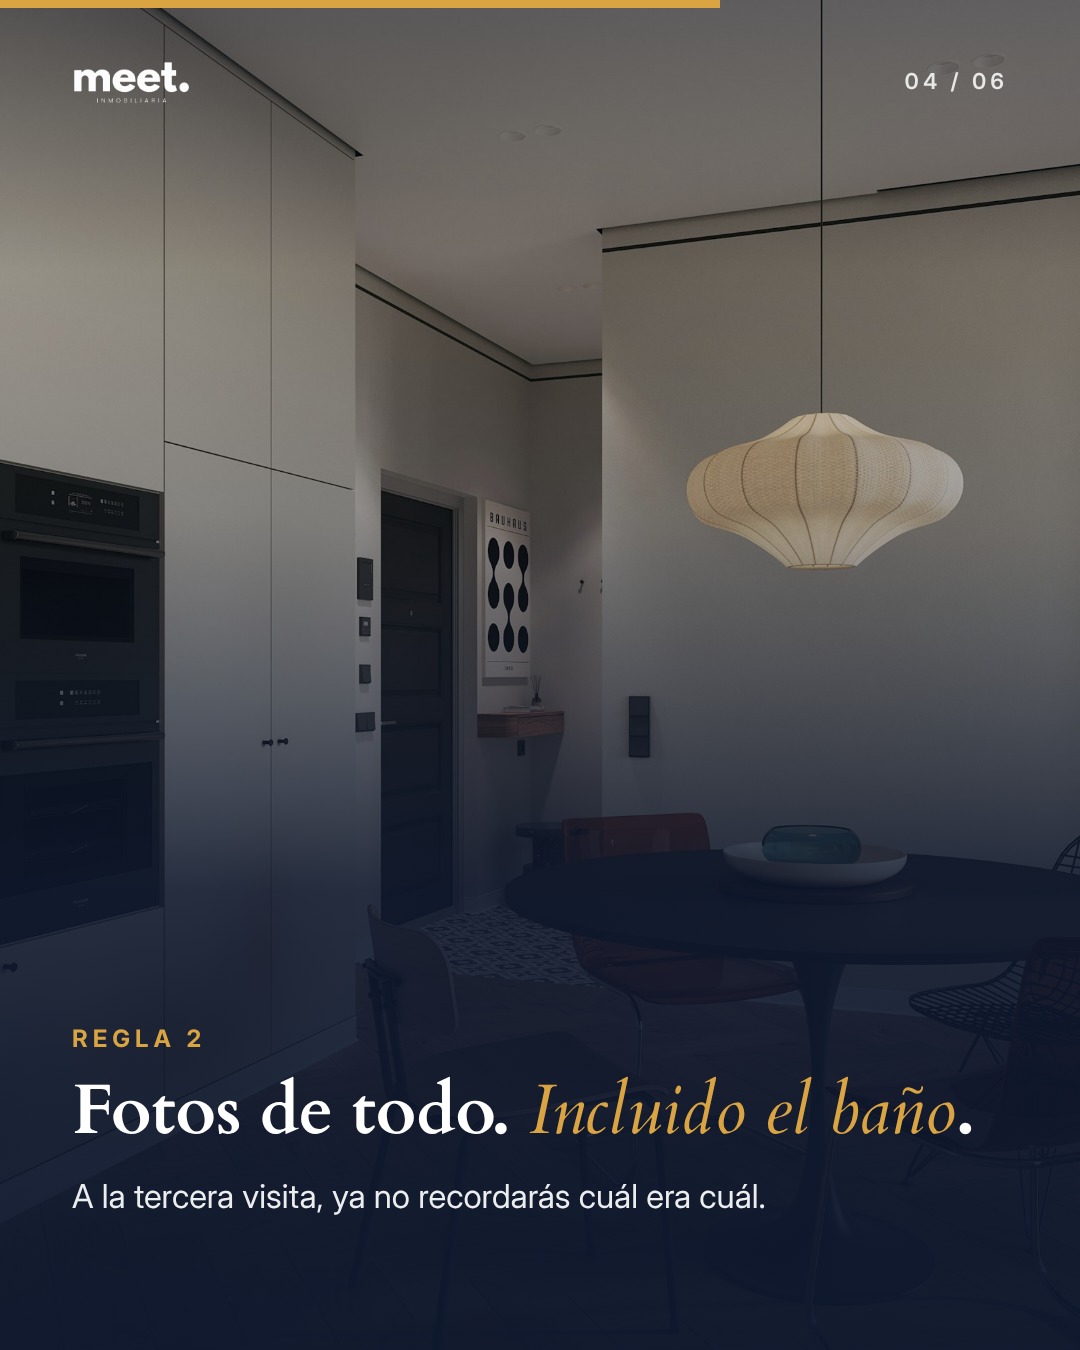 meet.
INMOBILIARIA
04 / 06
BAUHAUS
REGLA 2
Fotos de todo. Incluido el baño.
A la tercera visita, ya no recordarás cuál era cuál.